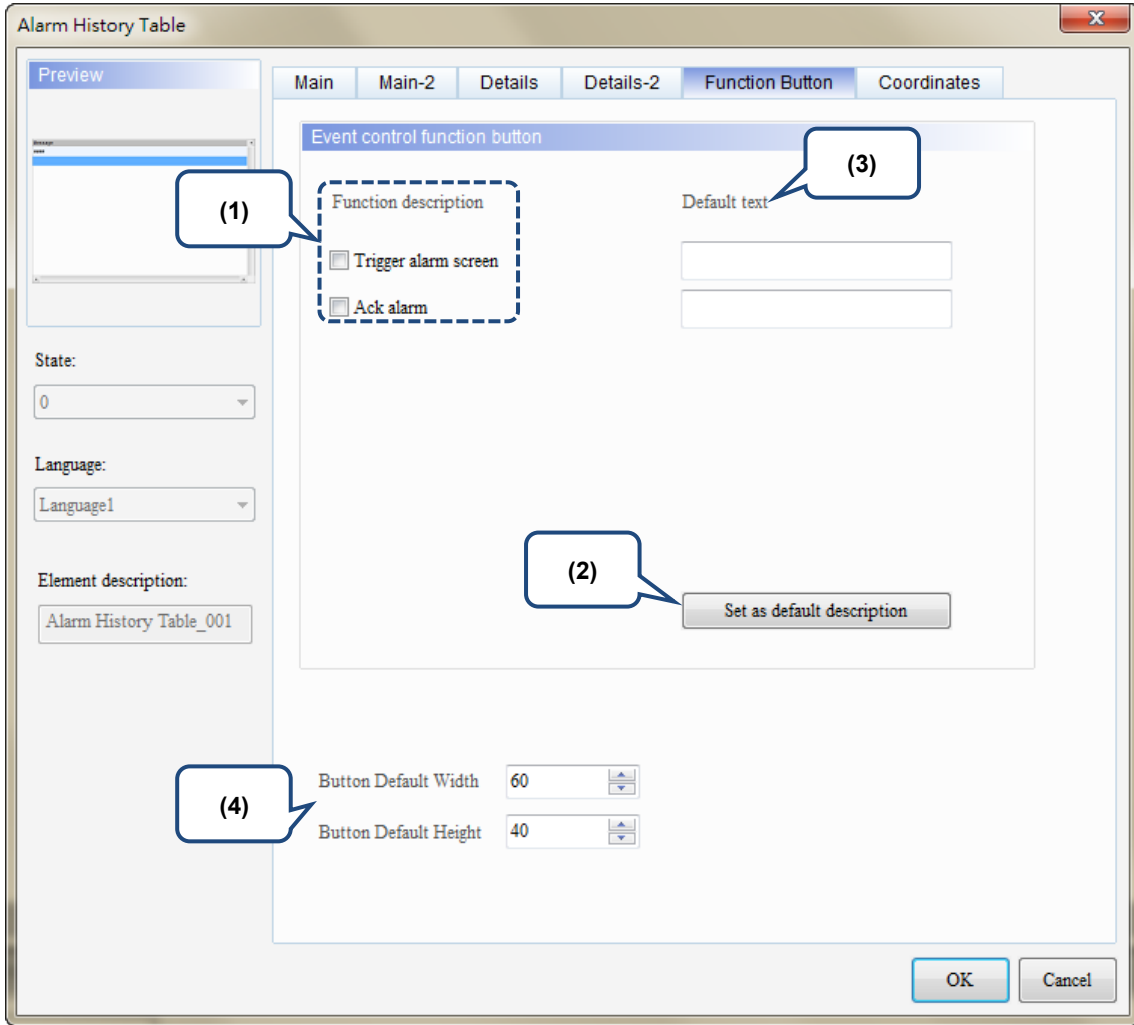 Alarm History Table
Preview
Message
State:
0
Language:
Language1
Element description:
Alarm History Table_001
Main Main-2 Details Details-2 Function Button Coordinates
Event control function button
(3)
(1)
Function description Default text
Trigger alarm screen
Ack alarm
(2)
Set as default description
(4)
Button Default Width 60
Button Default Height 40
OK Cancel